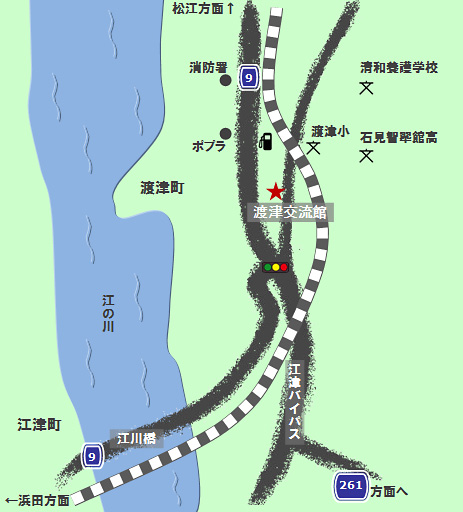 松江方面↑
消防署
9
清和養護学校
渡津小
ポプラ
石見智翠館高
渡津町
渡津交流館
江の川
江津バイパス
江津町
江川橋
9
261
方面へ
←浜田方面